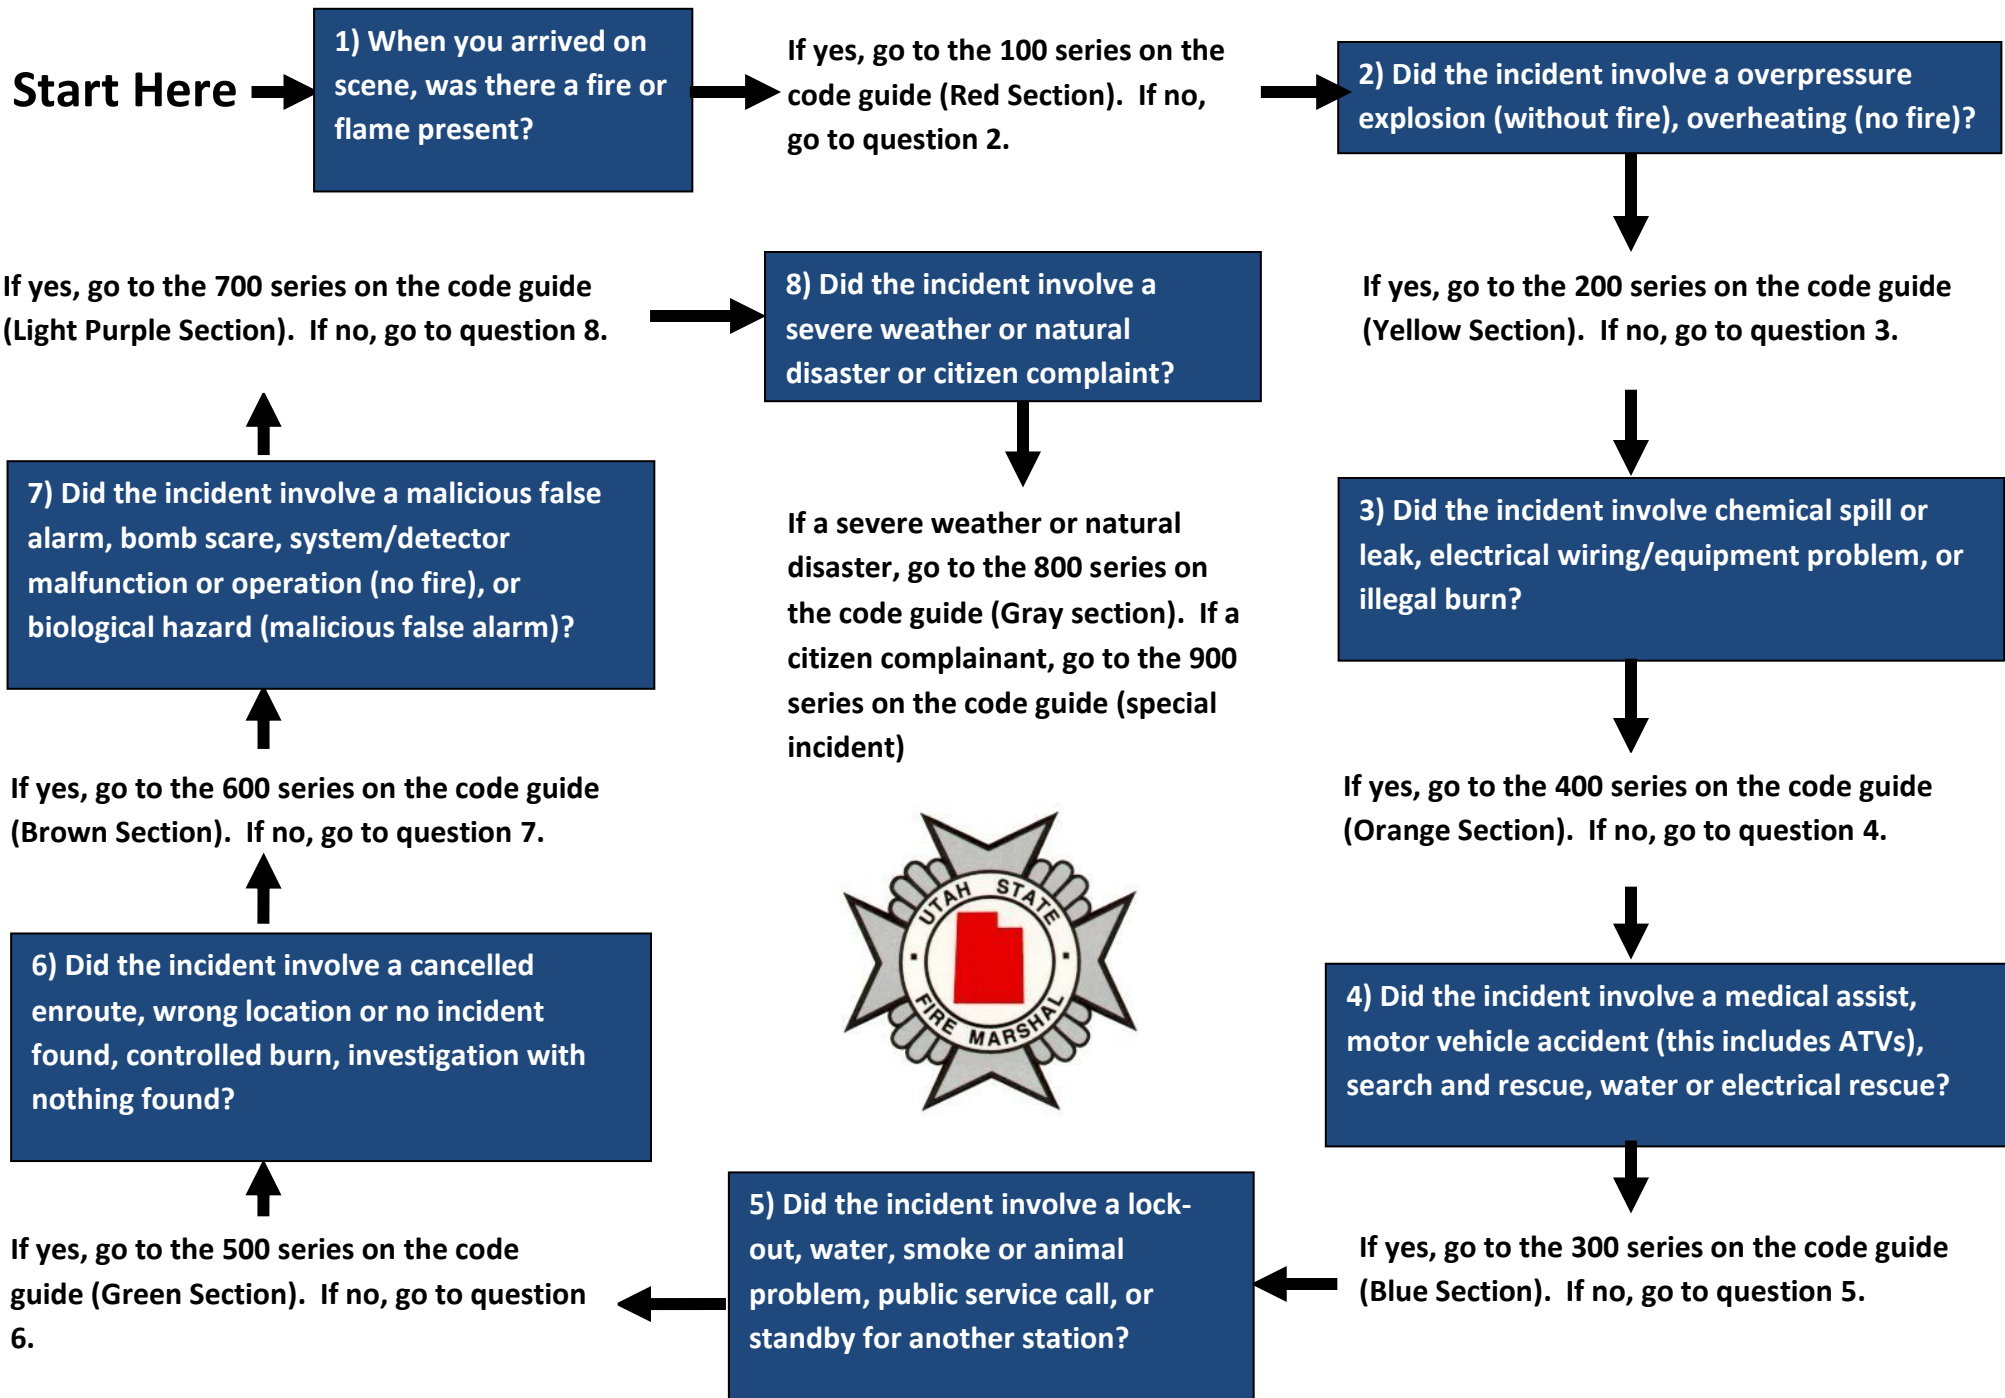 Start Here
1) When you arrived on
scene, was there a fire or
flame present?
If yes, go to the 100 series on the
code guide (Red Section).  If no,
go to question 2.
2) Did the incident involve a overpressure
explosion (without fire), overheating (no fire)?
If yes, go to the 200 series on the code guide
(Yellow Section).  If no, go to question 3.
3) Did the incident involve chemical spill or
leak, electrical wiring/equipment problem, or
illegal burn?
If yes, go to the 400 series on the code guide
(Orange Section).  If no, go to question 4.
4) Did the incident involve a medical assist,
motor vehicle accident (this includes ATVs),
search and rescue, water or electrical rescue?
If yes, go to the 300 series on the code guide
(Blue Section).  If no, go to question 5.
5) Did the incident involve a lock-
out, water, smoke or animal
problem, public service call, or
standby for another station?
If yes, go to the 500 series on the code
guide (Green Section).  If no, go to question
6.
6) Did the incident involve a cancelled
enroute, wrong location or no incident
found, controlled burn, investigation with
nothing found?
If yes, go to the 600 series on the code guide
(Brown Section).  If no, go to question 7.
7) Did the incident involve a malicious false
alarm, bomb scare, system/detector
malfunction or operation (no fire), or
biological hazard (malicious false alarm)?
If yes, go to the 700 series on the code guide
(Light Purple Section).  If no, go to question 8.
8) Did the incident involve a
severe weather or natural
disaster or citizen complaint?
If a severe weather or natural
disaster, go to the 800 series on
the code guide (Gray section).  If a
citizen complainant, go to the 900
series on the code guide (special
incident)
UTAH STATE
FIRE MARSHAL